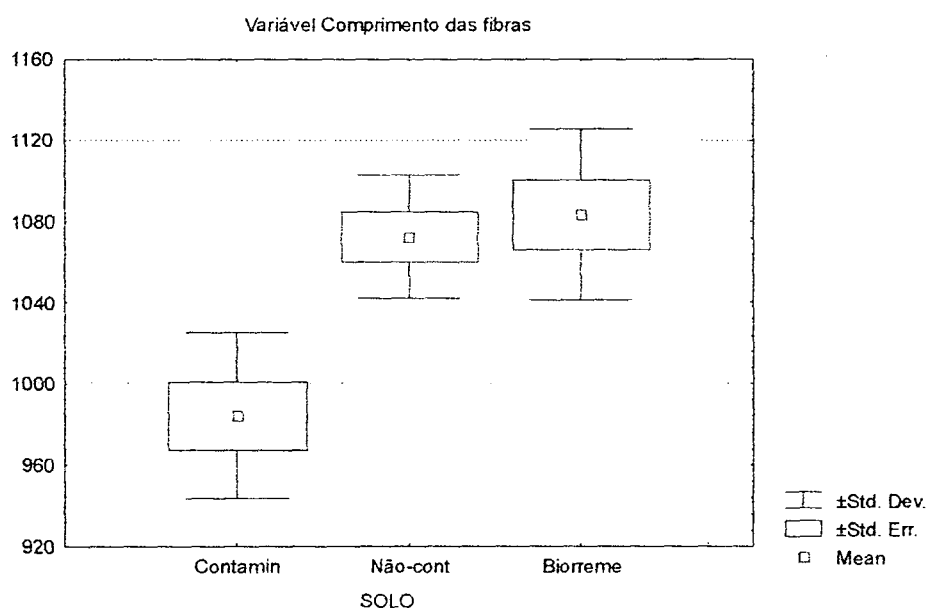 Variável Comprimento das fibras
1160
1120
1080
1040
1000
960
920
Contamin Não-cont Biorreme
SOLO
±Std. Dev.
±Std. Err.
Mean